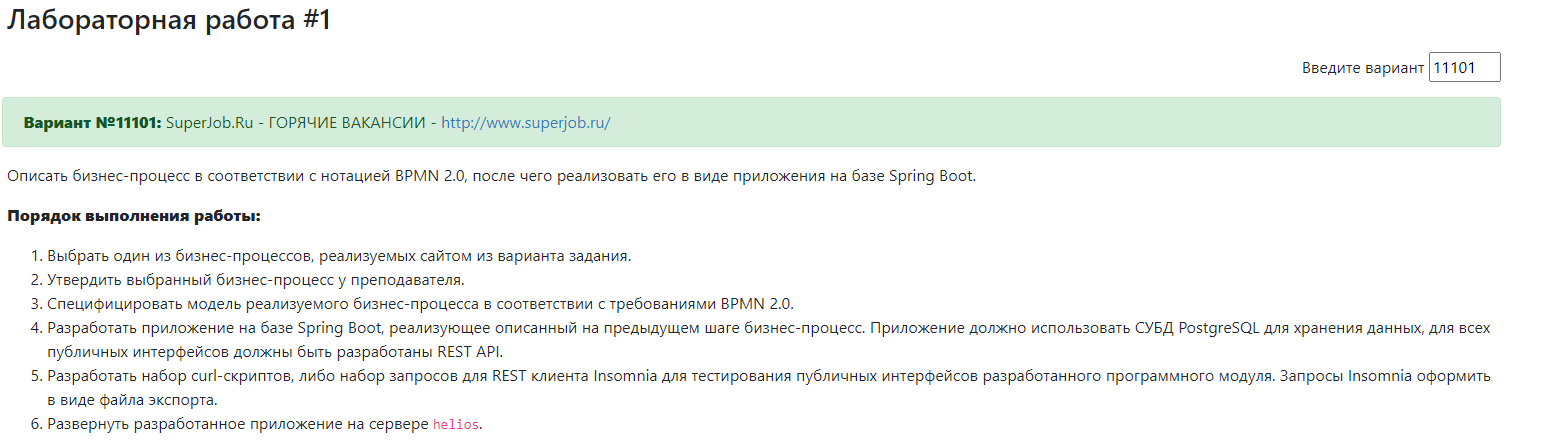 Лабораторная работа #1
Введите вариант 11101
Вариант №11101: SuperJob.Ru - ГОРЯЧИЕ ВАКАНСИИ - http://www.superjob.ru/
Описать бизнес-процесс в соответствии с нотацией BPMN 2.0, после чего реализовать его в виде приложения на базе Spring Boot.
Порядок выполнения работы:
1. Выбрать один из бизнес-процессов, реализуемых сайтом из варианта задания.
2. Утвердить выбранный бизнес-процесс у преподавателя.
3. Специфицировать модель реализуемого бизнес-процесса в соответствии с требованиями BPMN 2.0.
4. Разработать приложение на базе Spring Boot, реализующее описанный на предыдущем шаге бизнес-процесс. Приложение должно использовать СУБД PostgreSQL для хранения данных, для всех
публичных интерфейсов должны быть разработаны REST API.
5. Разработать набор curl-скриптов, либо набор запросов для REST клиента Insomnia для тестирования публичных интерфейсов разработанного программного модуля. Запросы Insomnia оформить
в виде файла экспорта.
6. Развернуть разработанное приложение на сервере helios.